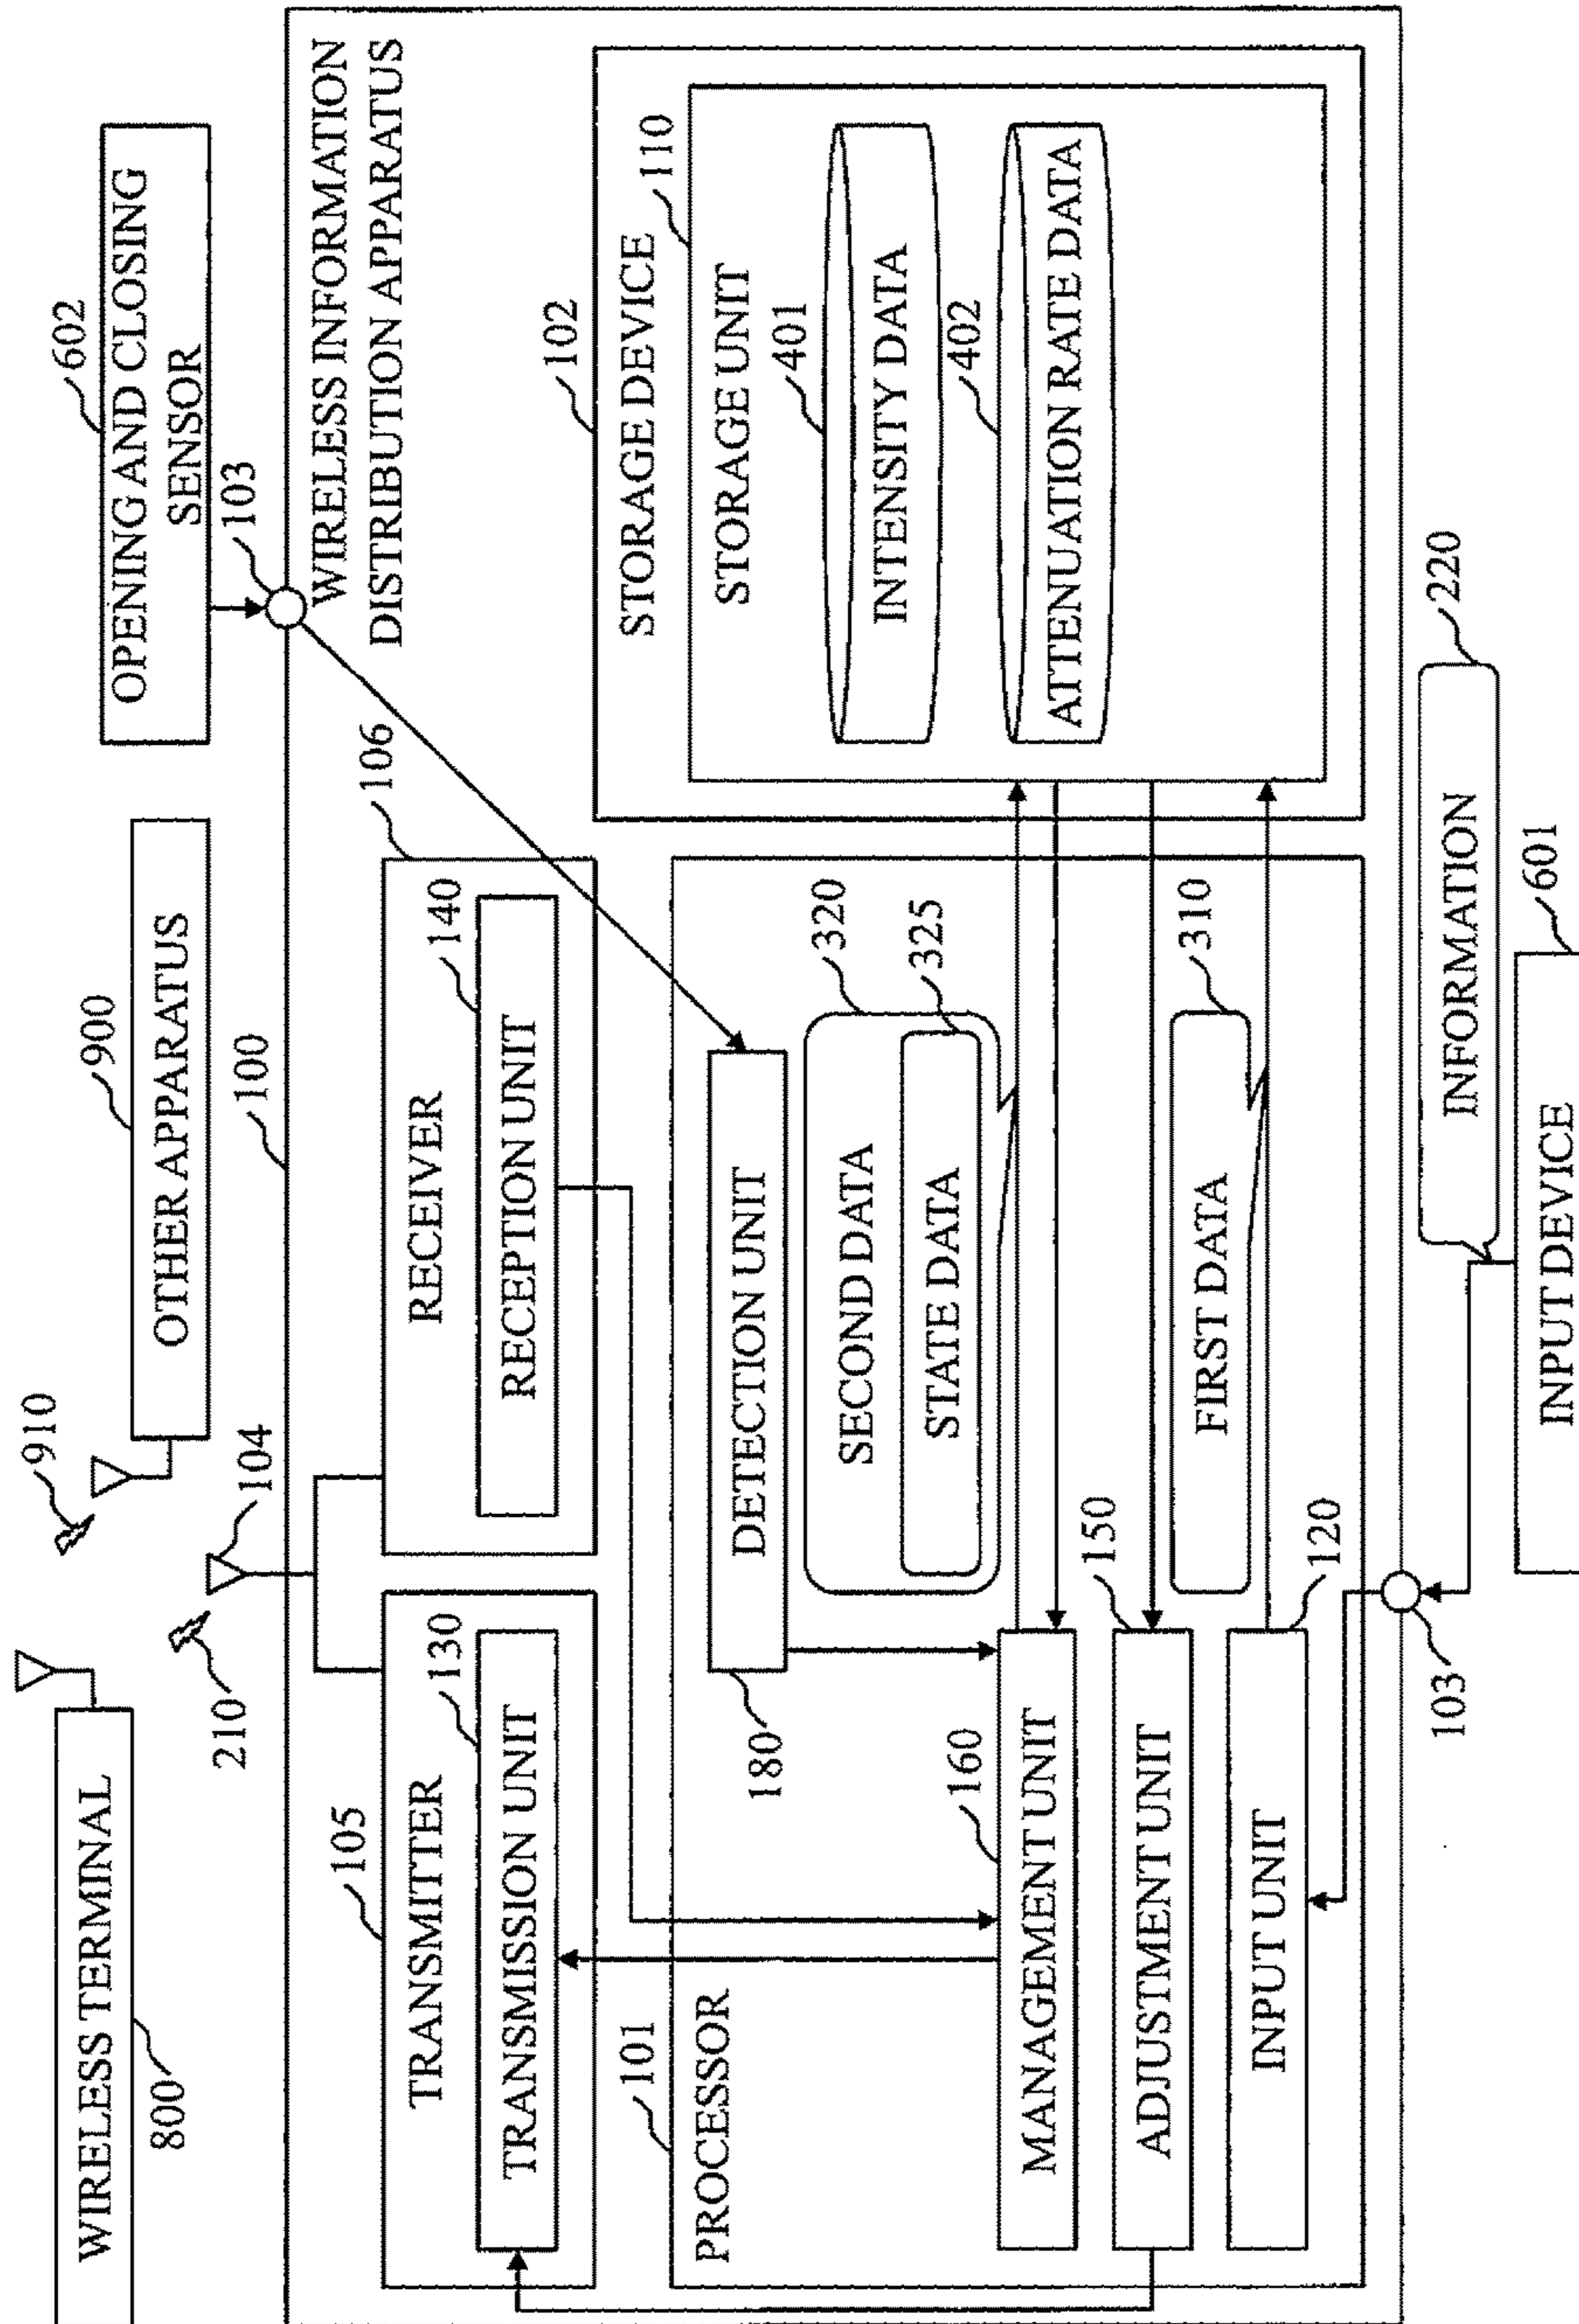 WIRELESS TERMINAL
800
210
910
104
900
OTHER APPARATUS
602
OPENING AND CLOSING
SENSOR
103
100
WIRELESS INFORMATION
DISTRIBUTION APPARATUS
105
TRANSMITTER
130
TRANSMISSION UNIT
106
RECEIVER
140
RECEPTION UNIT
102
STORAGE DEVICE
110
STORAGE UNIT
401
INTENSITY DATA
402
ATTENUATION RATE DATA
101
PROCESSOR
DETECTION UNIT
180
320
SECOND DATA
325
STATE DATA
160
MANAGEMENT UNIT
150
ADJUSTMENT UNIT
310
FIRST DATA
120
INPUT UNIT
103
220
INFORMATION
601
INPUT DEVICE